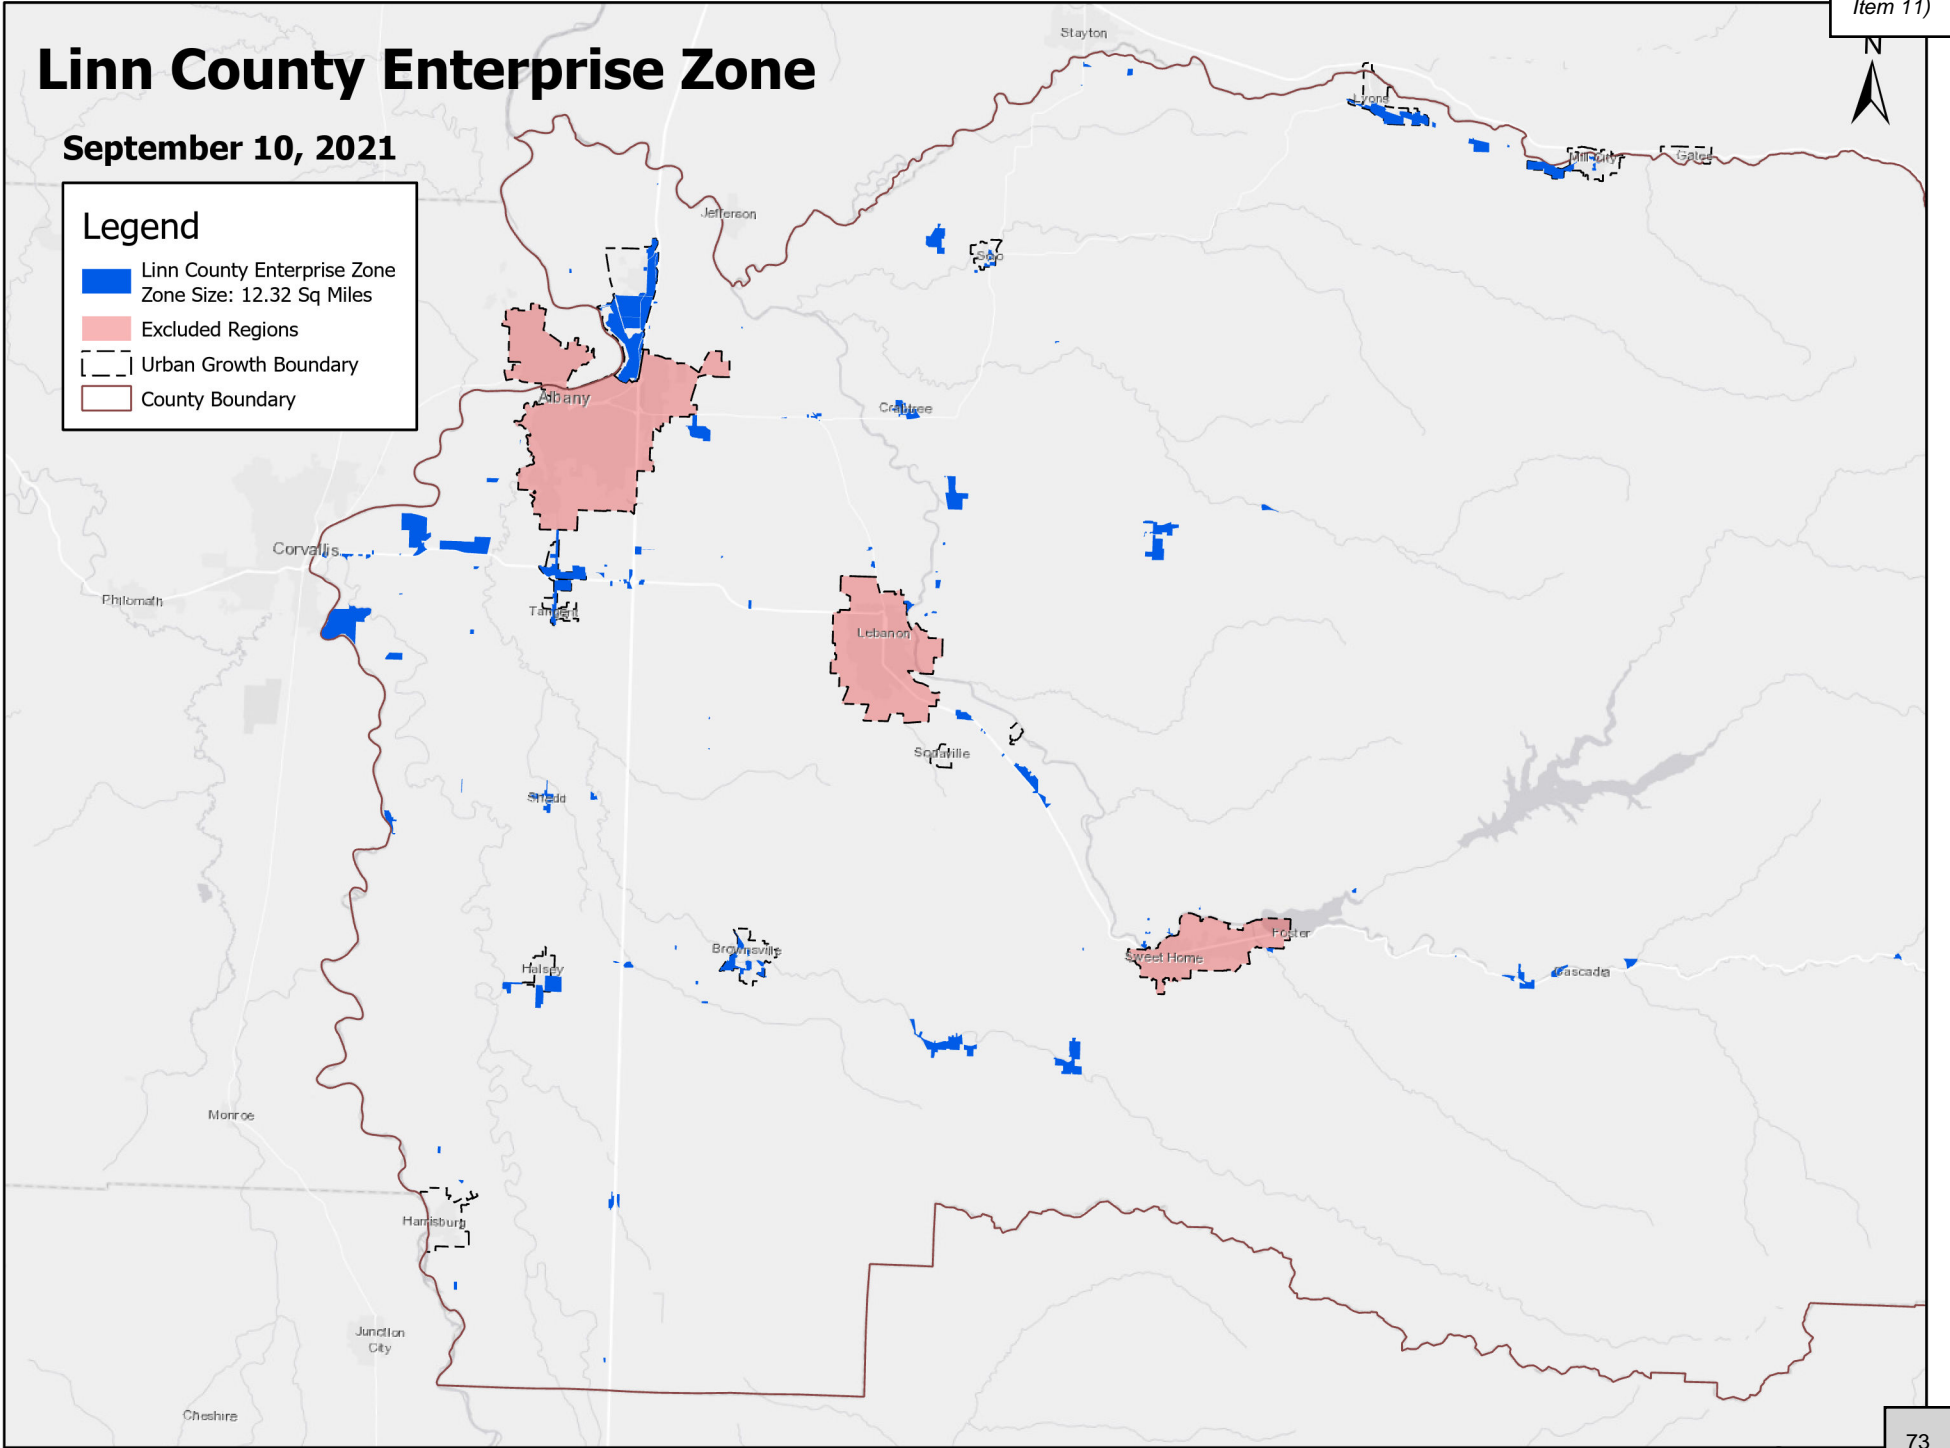 Item 11)
N
Linn County Enterprise Zone
September 10, 2021
Legend
Linn County Enterprise Zone
Zone Size: 12.32 Sq Miles
Excluded Regions
Urban Growth Boundary
County Boundary
Stayton
Lyons
Mill City
Gates
Jefferson
Scio
Albany
Crabtree
Corvallis
Philomath
Tangent
Lebanon
Sodaville
Shedd
Brownsville
Halsey
Sweet Home
Foster
Cascadia
Monroe
Harrisburg
Junction
City
Cheshire
73